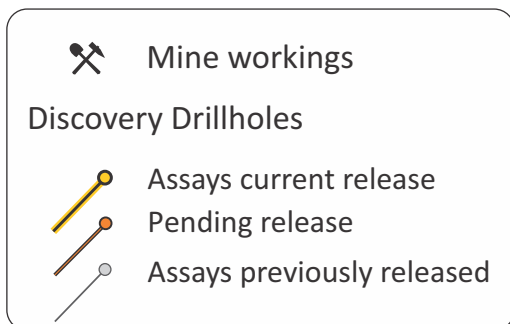 Mine workings
Discovery Drillholes
Assays current release
Pending release
Assays previously released